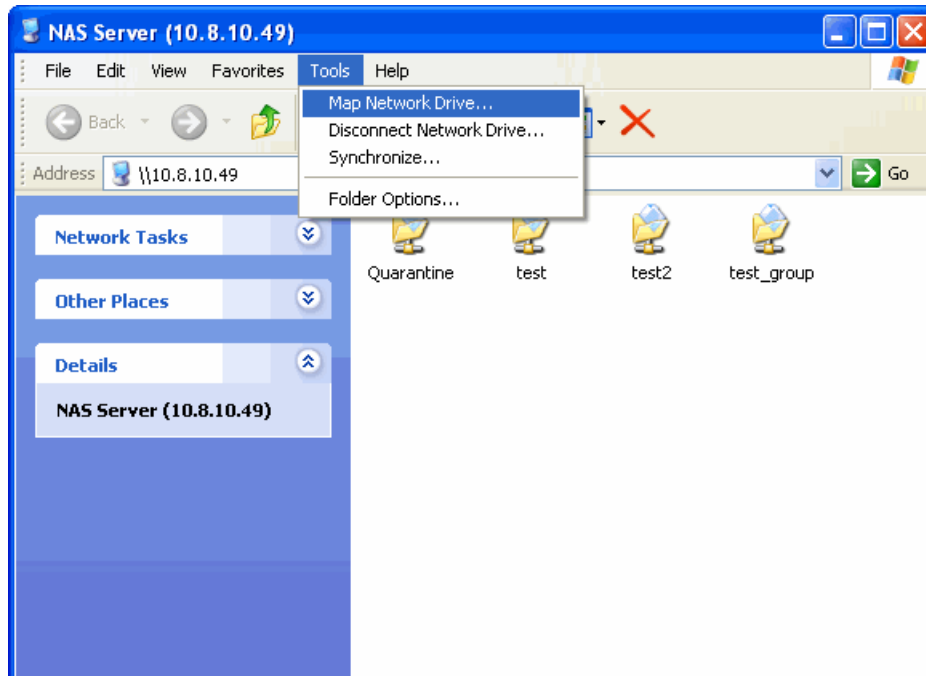 NAS Server (10.8.10.49)
File Edit View Favorites Tools Help
Map Network Drive...
Disconnect Network Drive...
Synchronize...
Folder Options...
Back
Address \\10.8.10.49 Go
Network Tasks
Other Places
Details
NAS Server (10.8.10.49)
Quarantine test test2 test_group